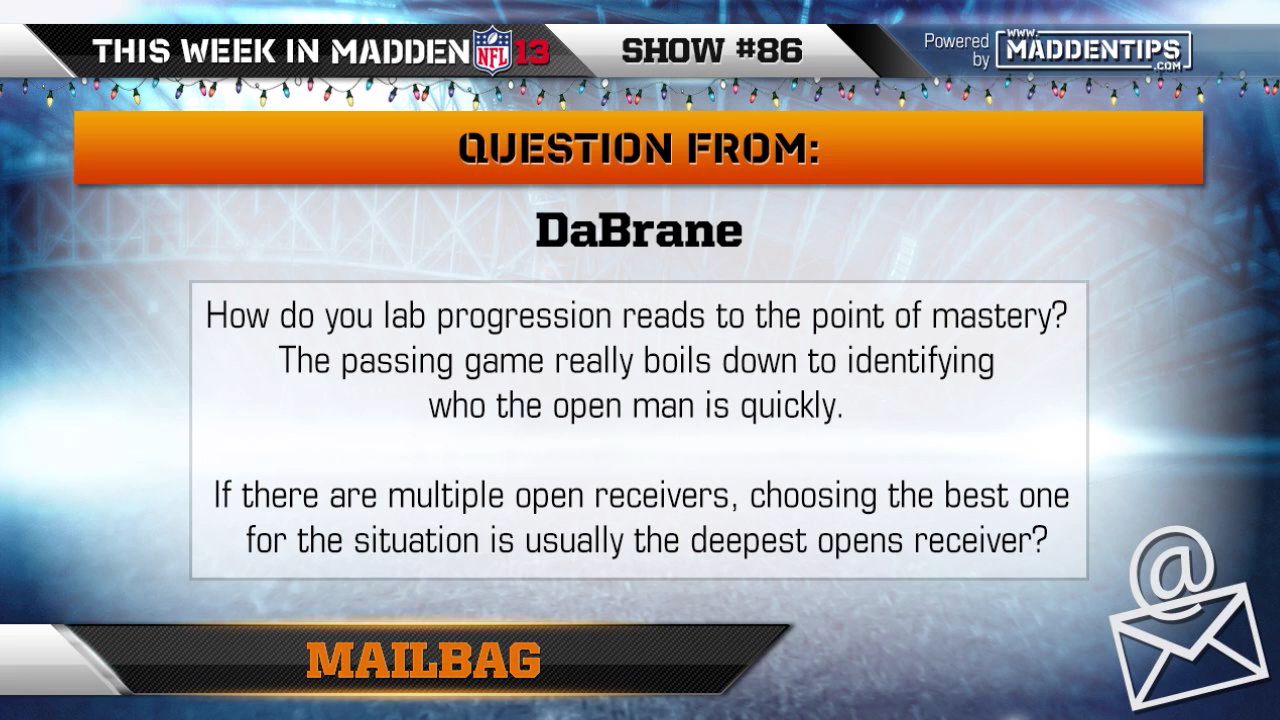 THIS WEEK IN MADDEN NFL 13
SHOW #86
Powered by
WWW.
MADDENTIPS
.COM
QUESTION FROM:
DaBrane
How do you lab progression reads to the point of mastery?
The passing game really boils down to identifying
who the open man is quickly.
If there are multiple open receivers, choosing the best one
for the situation is usually the deepest opens receiver?
@
MAILBAG